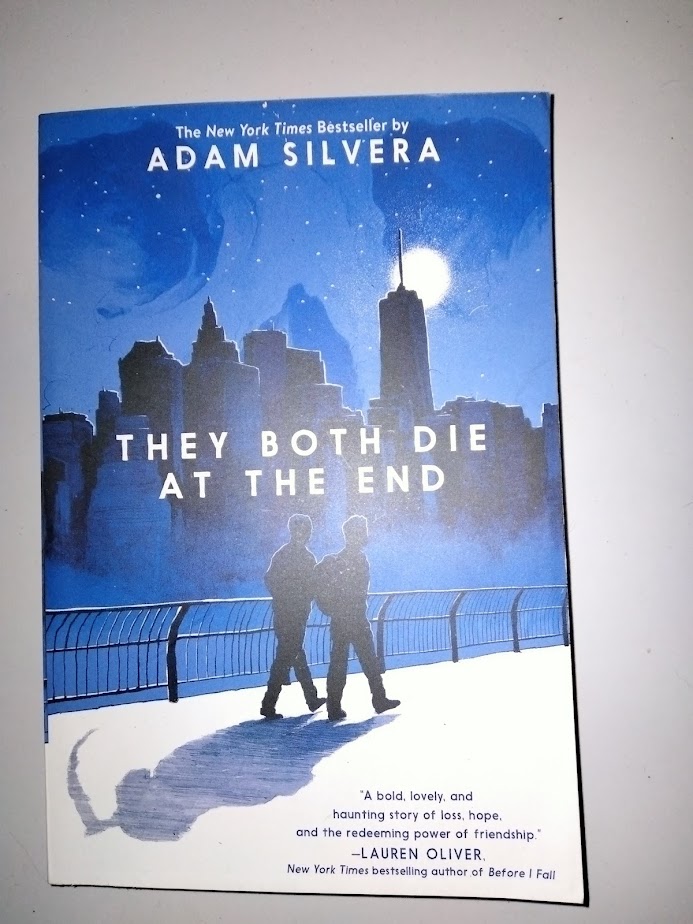 The New York Times Bestseller by
ADAM SILVERA
THEY BOTH DIE
AT THE END
"A bold, lovely, and
haunting story of loss, hope,
and the redeeming power of friendship."
—LAUREN OLIVER,
New York Times bestselling author of Before I Fall